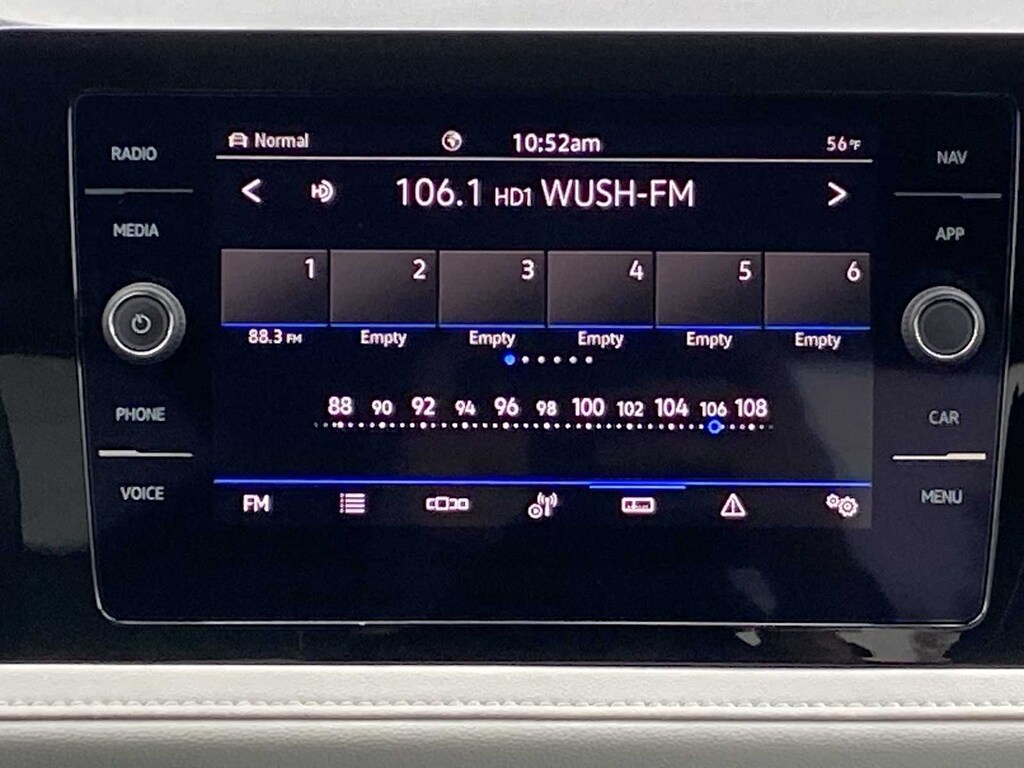 RADIO
MEDIA
PHONE
VOICE
Normal 10:52am 56°F
HD 106.1 HD1 WUSH-FM
1 2 3 4 5 6
88.3 FM Empty Empty Empty Empty Empty
88 90 92 94 96 98 100 102 104 106 108
FM
NAV
APP
CAR
MENU